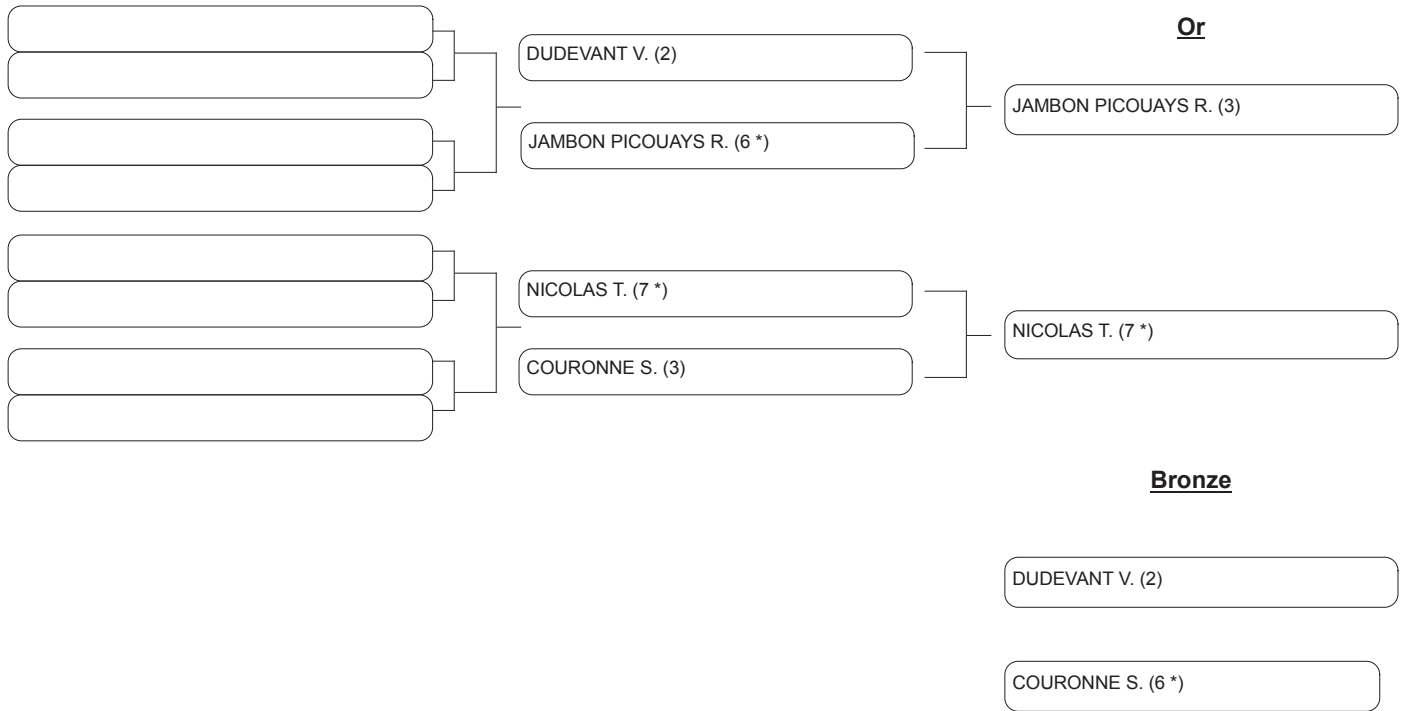 Or
DUDEVANT V. (2)
JAMBON PICOUAYS R. (6 *)
JAMBON PICOUAYS R. (3)
NICOLAS T. (7 *)
COURONNE S. (3)
NICOLAS T. (7 *)
Bronze
DUDEVANT V. (2)
COURONNE S. (6 *)